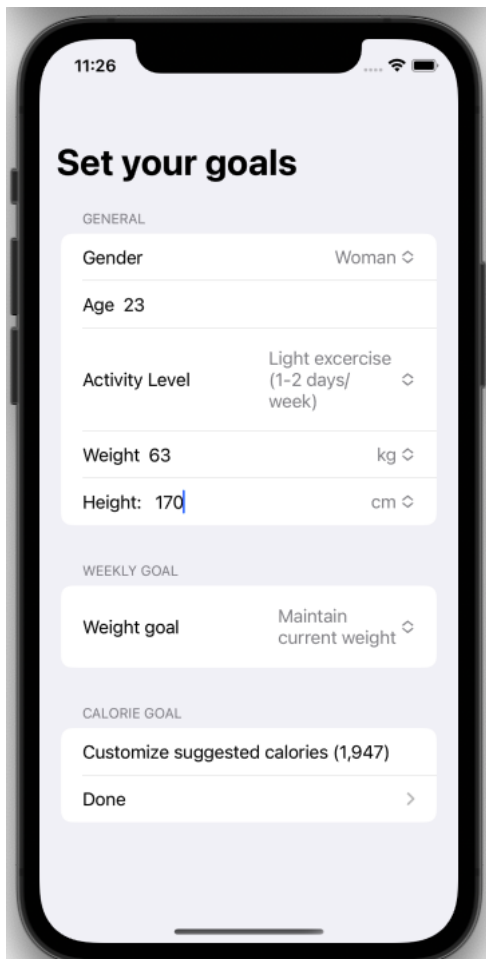 11:26
Set your goals
GENERAL
Gender Woman
Age 23
Activity Level Light excercise
(1-2 days/
week)
Weight 63 kg
Height: 170 cm
WEEKLY GOAL
Weight goal Maintain
current weight
CALORIE GOAL
Customize suggested calories (1,947)
Done